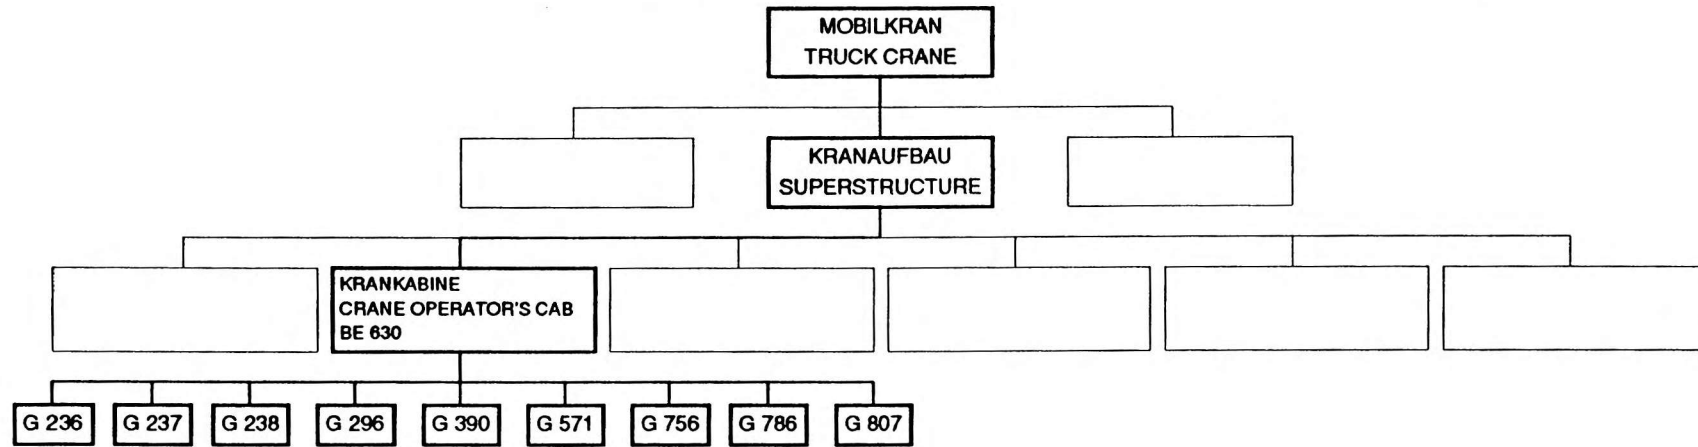 MOBILKRAN
TRUCK CRANE
KRANAUFBAU
SUPERSTRUCTURE
KRANKABINE
CRANE OPERATOR'S CAB
BE 630
G 236 G 237 G 238 G 296 G 390 G 571 G 756 G 786 G 807